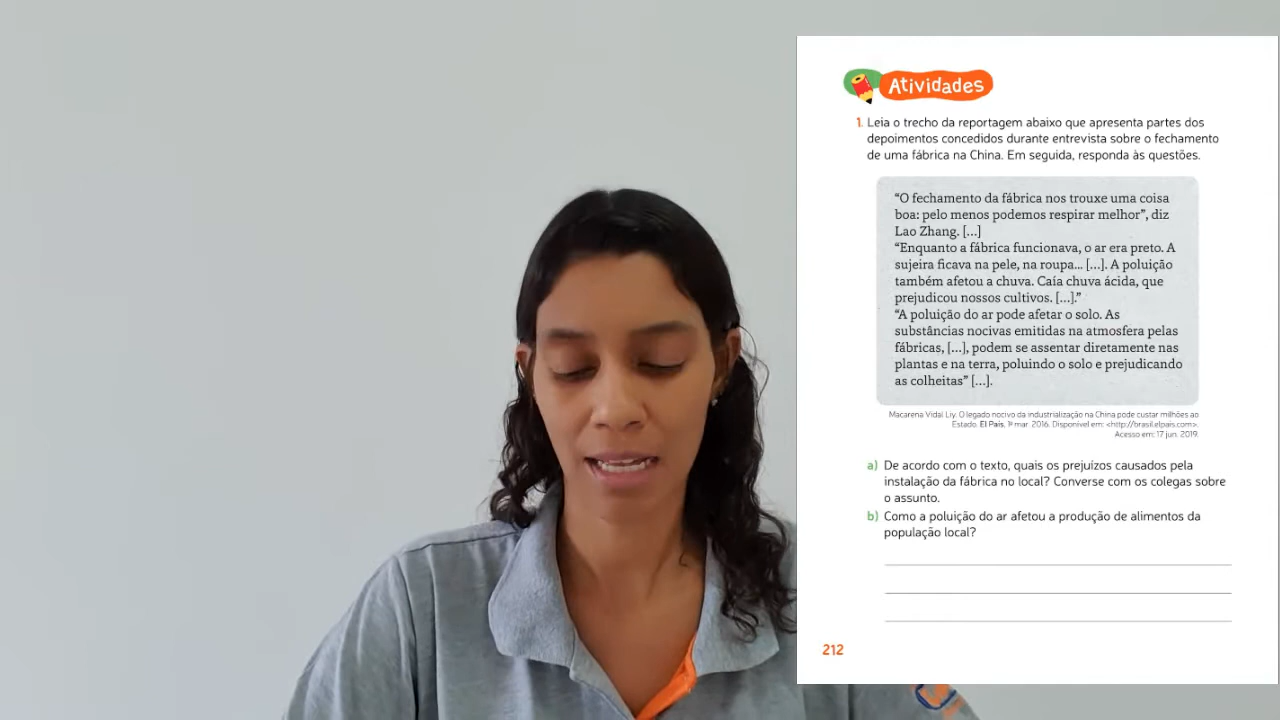 Atividades
1. Leia o trecho da reportagem abaixo que apresenta partes dos
depoimentos concedidos durante entrevista sobre o fechamento
de uma fábrica na China. Em seguida, responda às questões.
“O fechamento da fábrica nos trouxe uma coisa
boa: pelo menos podemos respirar melhor”, diz
Lao Zhang. [...]
“Enquanto a fábrica funcionava, o ar era preto. A
sujeira ficava na pele, na roupa... [...]. A poluição
também afetou a chuva. Caía chuva ácida, que
prejudicou nossos cultivos. [...].”
“A poluição do ar pode afetar o solo. As
substâncias nocivas emitidas na atmosfera pelas
fábricas, [...], podem se assentar diretamente nas
plantas e na terra, poluindo o solo e prejudicando
as colheitas” [...].
Macarena Vidal Liy. O legado nocivo da industrialização na China pode custar milhões ao
Estado. El País, 1º mar. 2016. Disponível em: <http://brasil.elpais.com>.
Acesso em: 17 jun. 2019.
a) De acordo com o texto, quais os prejuízos causados pela
instalação da fábrica no local? Converse com os colegas sobre
o assunto.
b) Como a poluição do ar afetou a produção de alimentos da
população local?
212